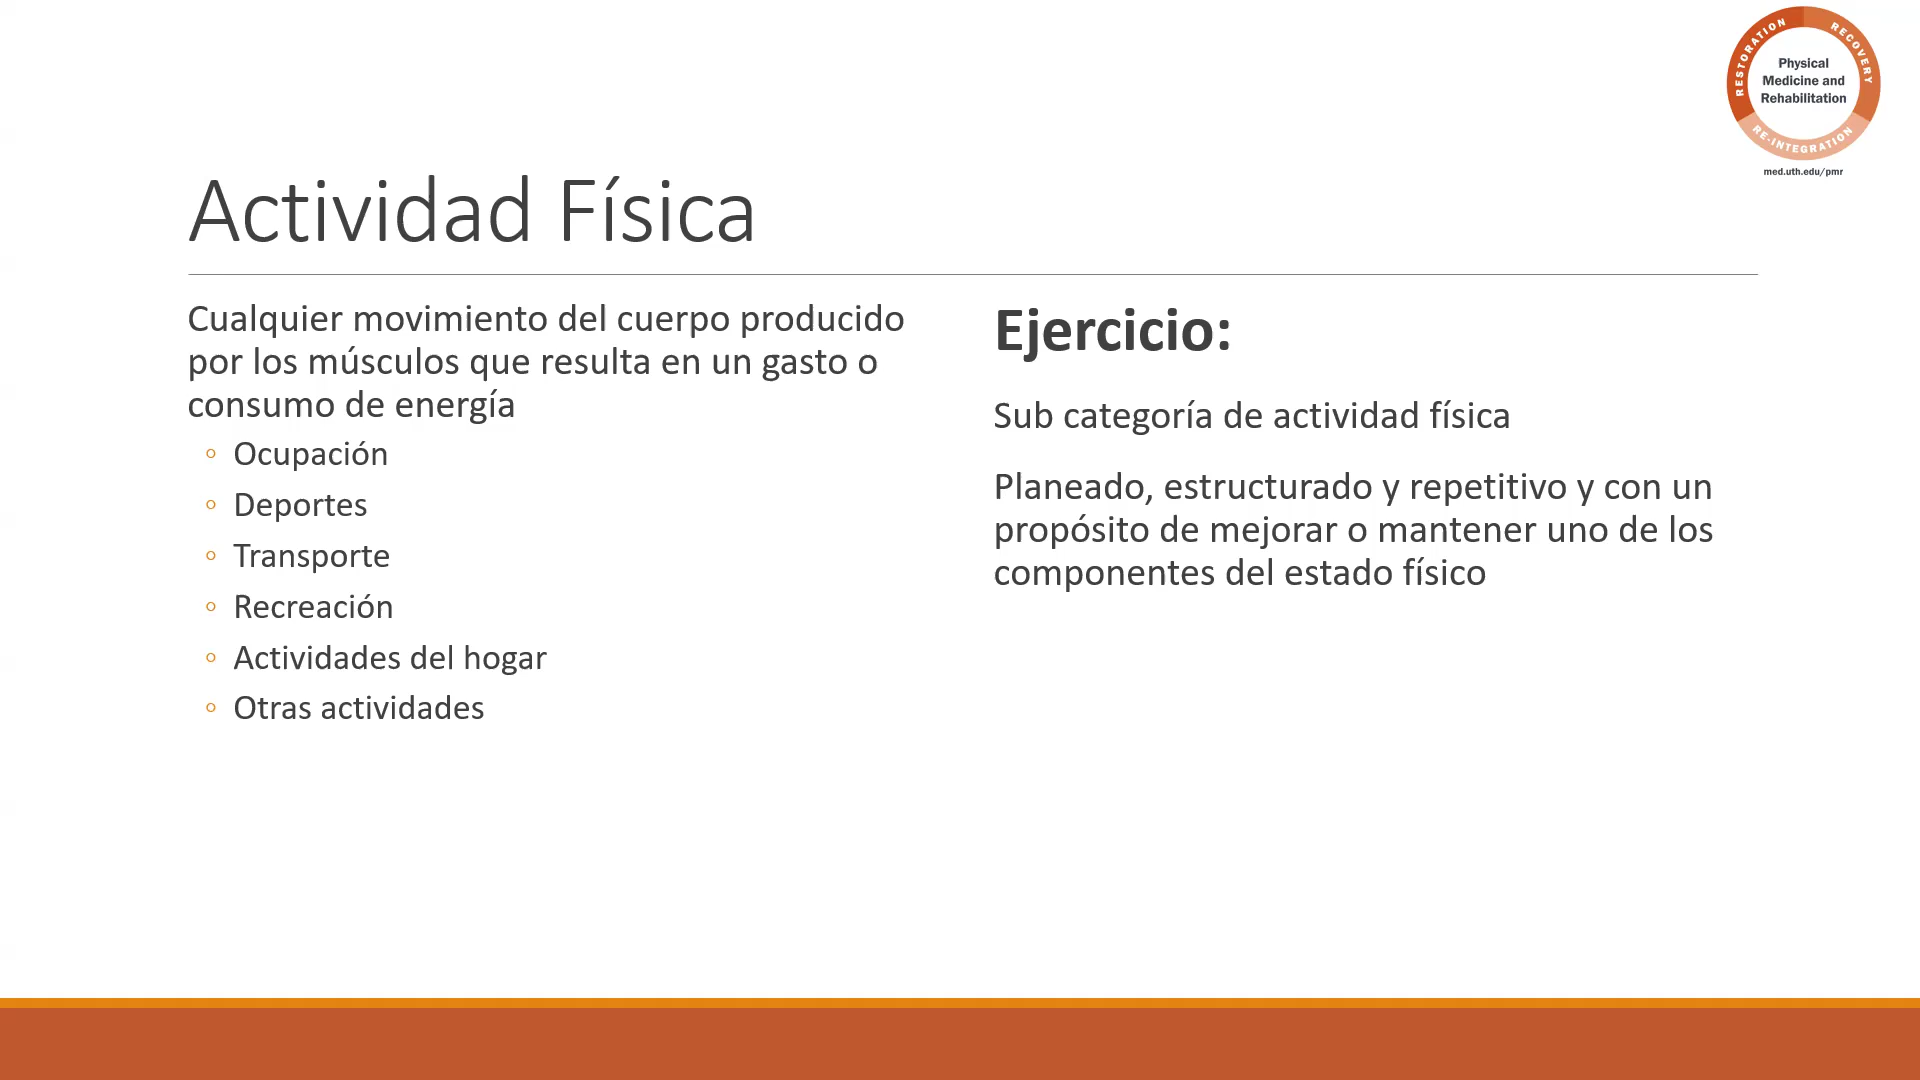 RESTORATION
RECOVERY
Physical
Medicine and
Rehabilitation
RE-INTEGRATION
med.uth.edu/pmr
Actividad Física
Cualquier movimiento del cuerpo producido
por los músculos que resulta en un gasto o
consumo de energía
Ocupación
Deportes
Transporte
Recreación
Actividades del hogar
Otras actividades
Ejercicio:
Sub categoría de actividad física
Planeado, estructurado y repetitivo y con un
propósito de mejorar o mantener uno de los
componentes del estado físico